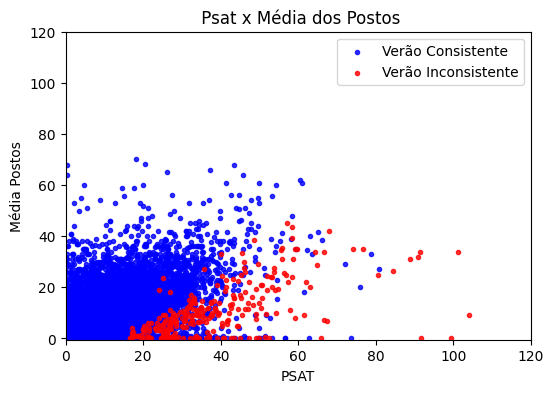 Psat x Média dos Postos
Verão Consistente
Verão Inconsistente
Média Postos
120
100
80
60
40
20
0
0 20 40 60 80 100 120
PSAT